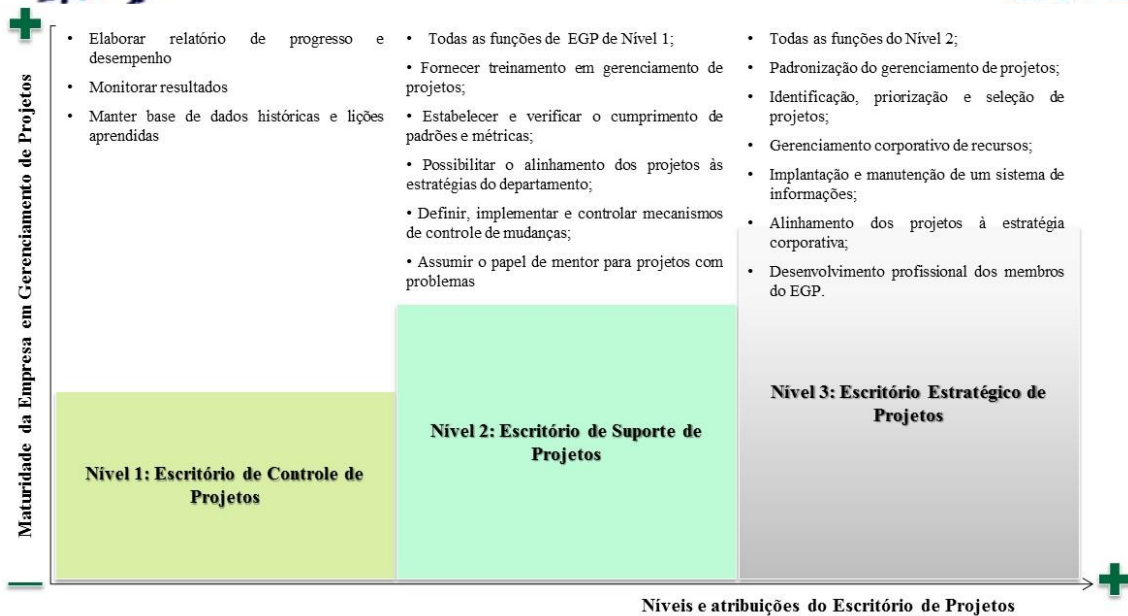 Maturidade da Empresa em Gerenciamento de Projetos
• Elaborar relatório de progresso e
desempenho
• Monitorar resultados
• Manter base de dados históricas e lições
aprendidas
Nível 1: Escritório de Controle de
Projetos
• Todas as funções de EGP de Nível 1;
• Fornecer treinamento em gerenciamento de
projetos;
• Estabelecer e verificar o cumprimento de
padrões e métricas;
• Possibilitar o alinhamento dos projetos às
estratégias do departamento;
• Definir, implementar e controlar mecanismos
de controle de mudanças;
• Assumir o papel de mentor para projetos com
problemas
Nível 2: Escritório de Suporte de
Projetos
• Todas as funções do Nível 2;
• Padronização do gerenciamento de projetos;
• Identificação, priorização e seleção de
projetos;
• Gerenciamento corporativo de recursos;
• Implantação e manutenção de um sistema de
informações;
• Alinhamento dos projetos à estratégia
corporativa;
• Desenvolvimento profissional dos membros
do EGP.
Nível 3: Escritório Estratégico de
Projetos
Níveis e atribuições do Escritório de Projetos